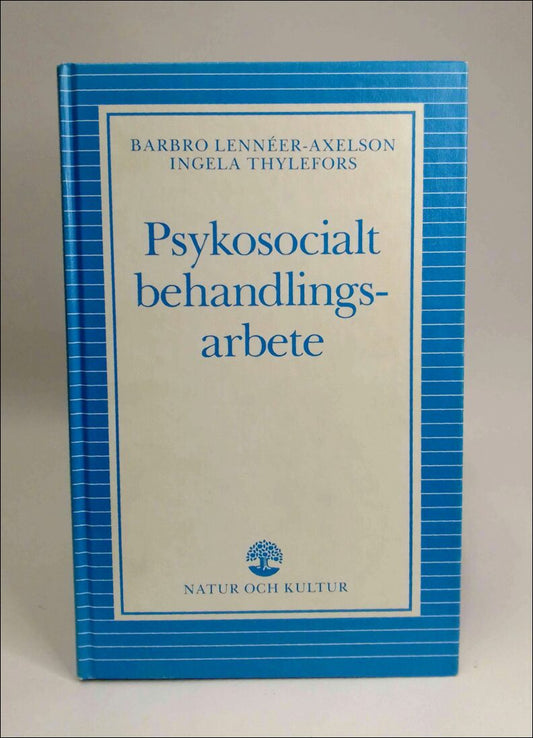 BARBRO LENNÉER-AXELSON
INGELA THYLEFORS
Psykosocialt
behandlings-
arbete
NATUR OCH KULTUR